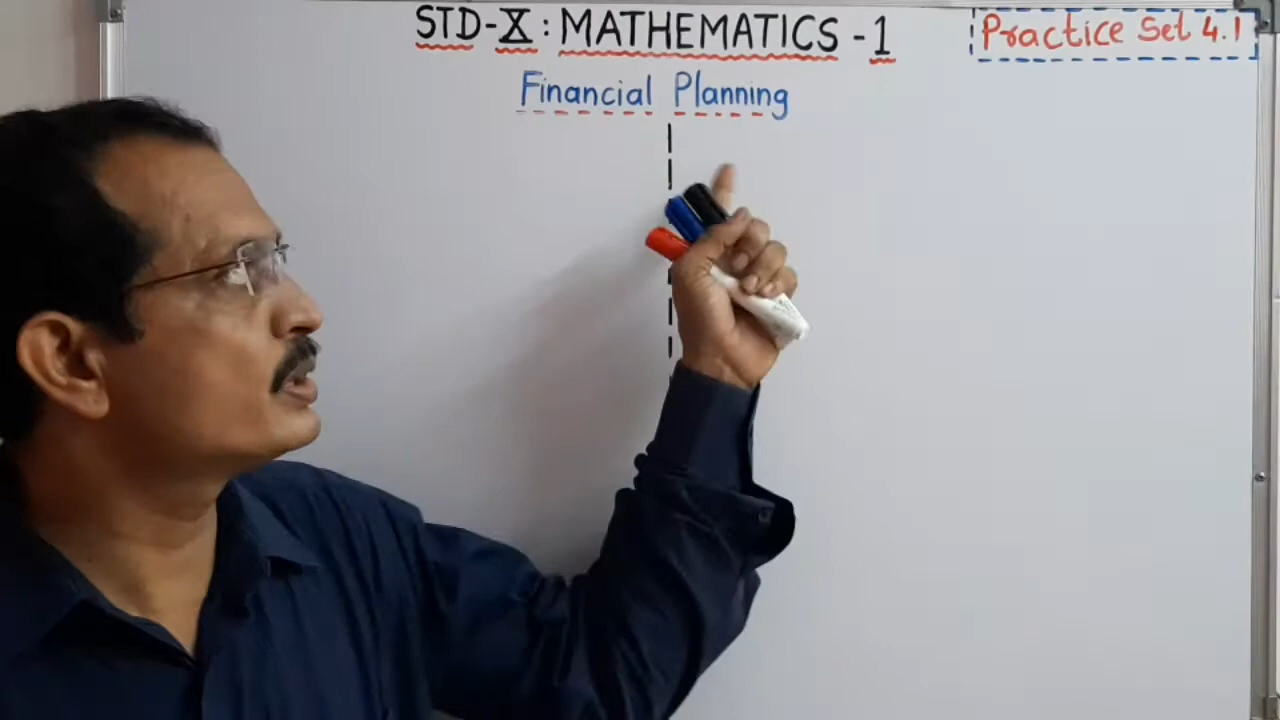 STD-X : MATHEMATICS - 1
Practice Set 4.1
Financial Planning